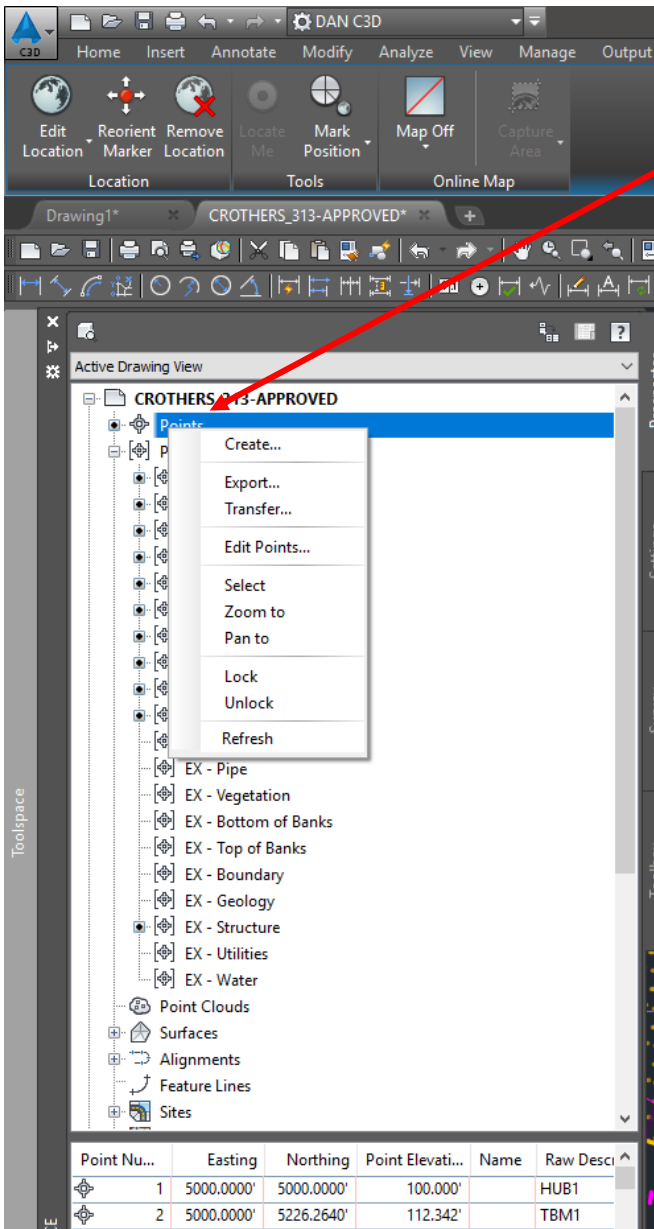 DAN C3D
C3D
Home Insert Annotate Modify Analyze View Manage Output
Edit Location
Reorient Marker
Remove Location
Locate Me
Mark Position
Map Off
Capture Area
Location Tools Online Map
Drawing1* CROTHERS_313-APPROVED*
Active Drawing View
CROTHERS_313-APPROVED
Points
P
Create...
Export...
Transfer...
Edit Points...
Select
Zoom to
Pan to
Lock
Unlock
Refresh
EX - Pipe
EX - Vegetation
EX - Bottom of Banks
EX - Top of Banks
EX - Boundary
EX - Geology
EX - Structure
EX - Utilities
EX - Water
Point Clouds
Surfaces
Alignments
Feature Lines
Sites
Toolspace
Point Nu... Easting Northing Point Elevati... Name Raw Descr
1 5000.0000' 5000.0000' 100.000' HUB1
2 5000.0000' 5226.2640' 112.342' TBM1